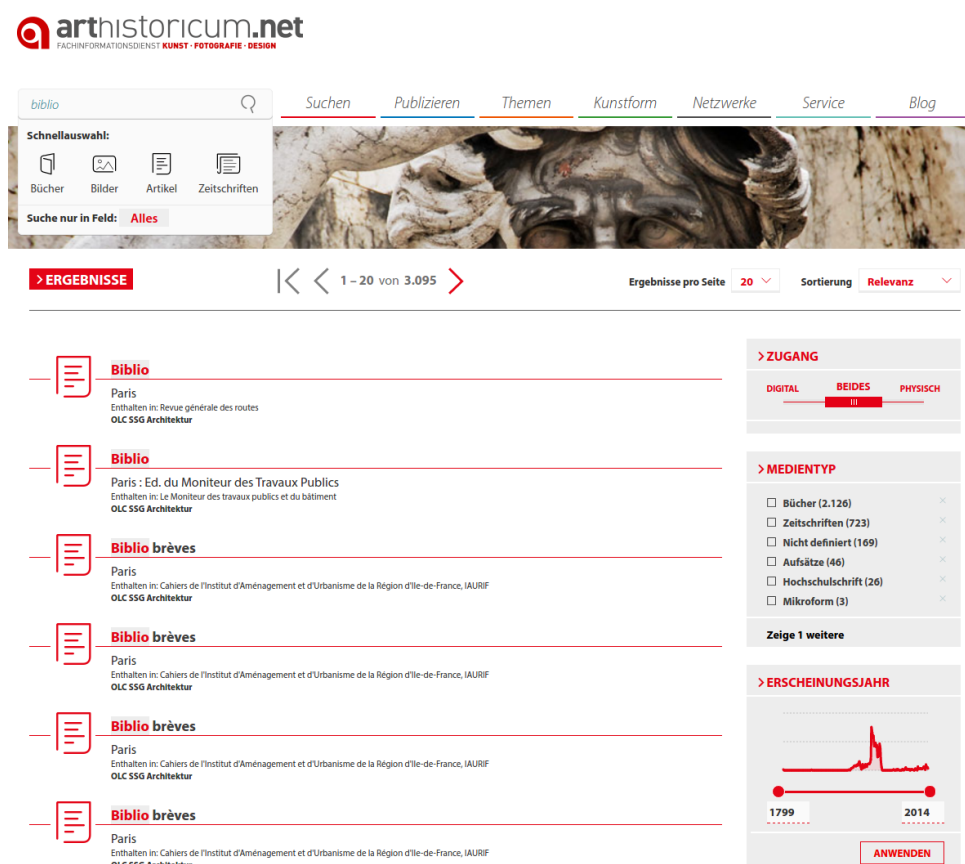 arthistoricum.net
FACHINFORMATIONSDIENST KUNST · FOTOGRAFIE · DESIGN
biblio
Suchen Publizieren Themen Kunstform Netzwerke Service Blog
Schnellauswahl:
Bücher Bilder Artikel Zeitschriften
Suche nur in Feld: Alles
ERGEBNISSE
1 – 20 von 3.095
Ergebnisse pro Seite 20 Sortierung Relevanz
Biblio
Paris
Enthalten in: Revue générale des routes
OLC SSG Architektur
Biblio
Paris : Ed. du Moniteur des Travaux Publics
Enthalten in: Le Moniteur des travaux publics et du bâtiment
OLC SSG Architektur
Biblio brèves
Paris
Enthalten in: Cahiers de l'Institut d'Aménagement et d'Urbanisme de la Région d'Ile-de-France, IAURIF
OLC SSG Architektur
Biblio brèves
Paris
Enthalten in: Cahiers de l'Institut d'Aménagement et d'Urbanisme de la Région d'Ile-de-France, IAURIF
OLC SSG Architektur
Biblio brèves
Paris
Enthalten in: Cahiers de l'Institut d'Aménagement et d'Urbanisme de la Région d'Ile-de-France, IAURIF
OLC SSG Architektur
Biblio brèves
Paris
Enthalten in: Cahiers de l'Institut d'Aménagement et d'Urbanisme de la Région d'Ile-de-France, IAURIF
OLC SSG Architektur
ZUGANG
DIGITAL BEIDES PHYSISCH
MEDIENTYP
Bücher (2.126)
Zeitschriften (723)
Nicht definiert (169)
Aufsätze (46)
Hochschulschrift (26)
Mikroform (3)
Zeige 1 weitere
ERSCHEINUNGSJAHR
1799 2014
ANWENDEN